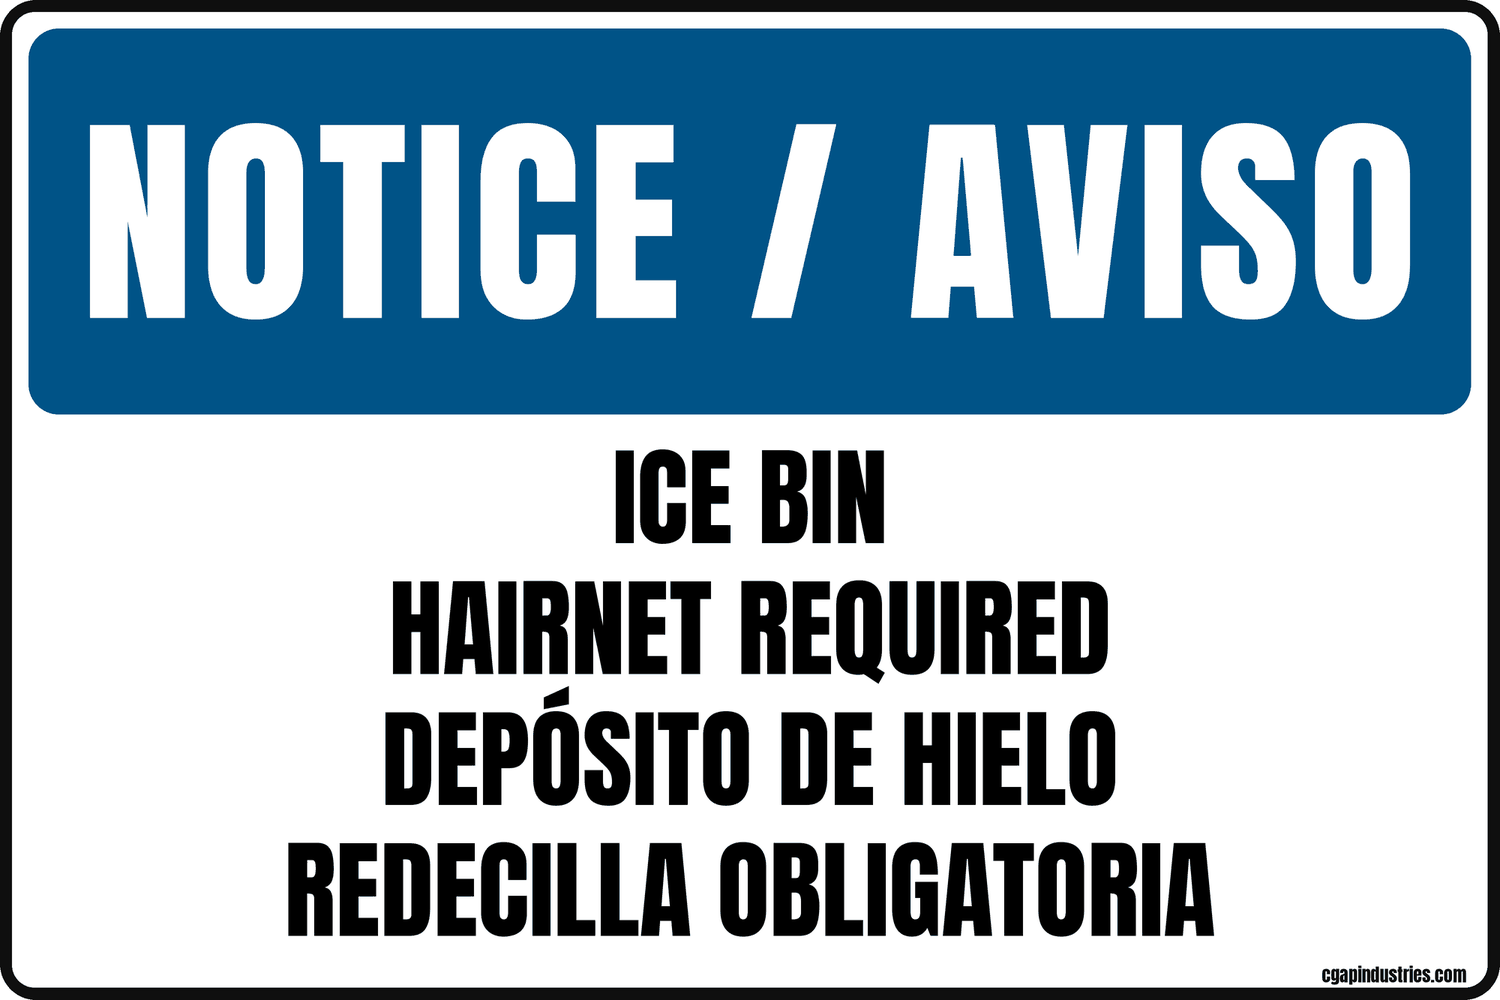 NOTICE / AVISO
ICE BIN
HAIRNET REQUIRED
DEPÓSITO DE HIELO
REDECILLA OBLIGATORIA
cgapindustries.com